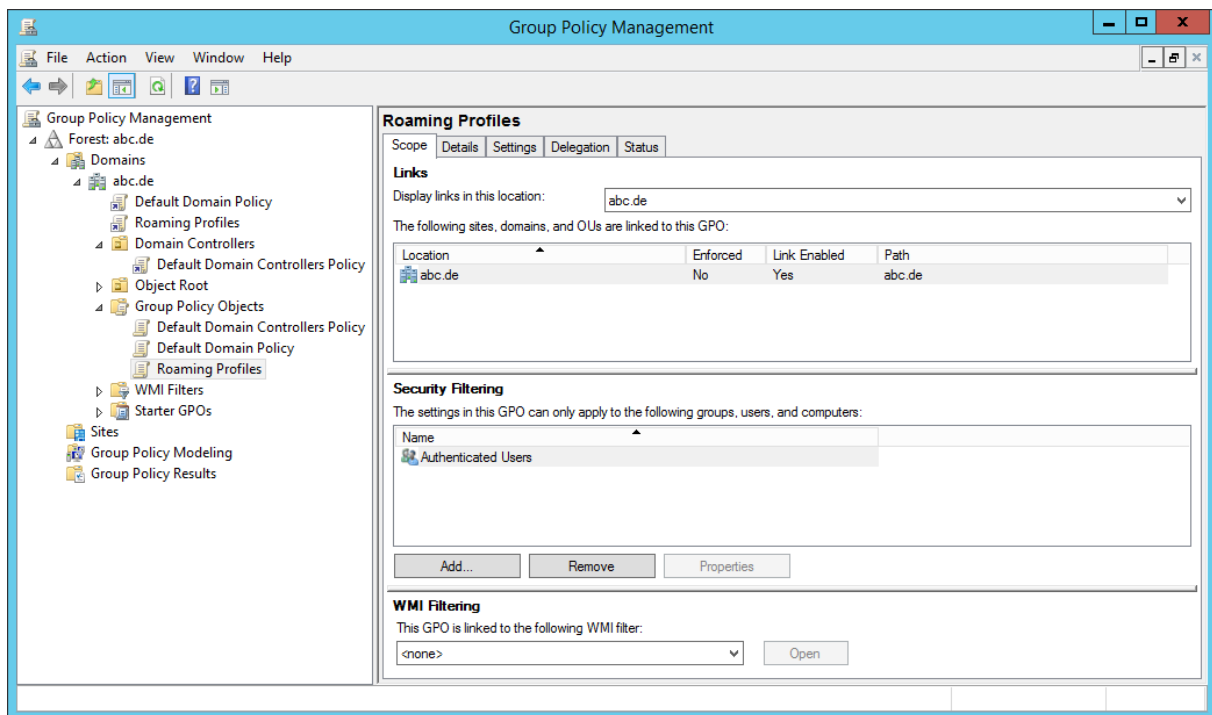 Group Policy Management
File Action View Window Help
Group Policy Management
Forest: abc.de
Domains
abc.de
Default Domain Policy
Roaming Profiles
Domain Controllers
Default Domain Controllers Policy
Object Root
Group Policy Objects
Default Domain Controllers Policy
Default Domain Policy
Roaming Profiles
WMI Filters
Starter GPOs
Sites
Group Policy Modeling
Group Policy Results
Roaming Profiles
Scope Details Settings Delegation Status
Links
Display links in this location: abc.de
The following sites, domains, and OUs are linked to this GPO:
Location Enforced Link Enabled Path
abc.de No Yes abc.de
Security Filtering
The settings in this GPO can only apply to the following groups, users, and computers:
Name
Authenticated Users
Add... Remove Properties
WMI Filtering
This GPO is linked to the following WMI filter:
<none> Open